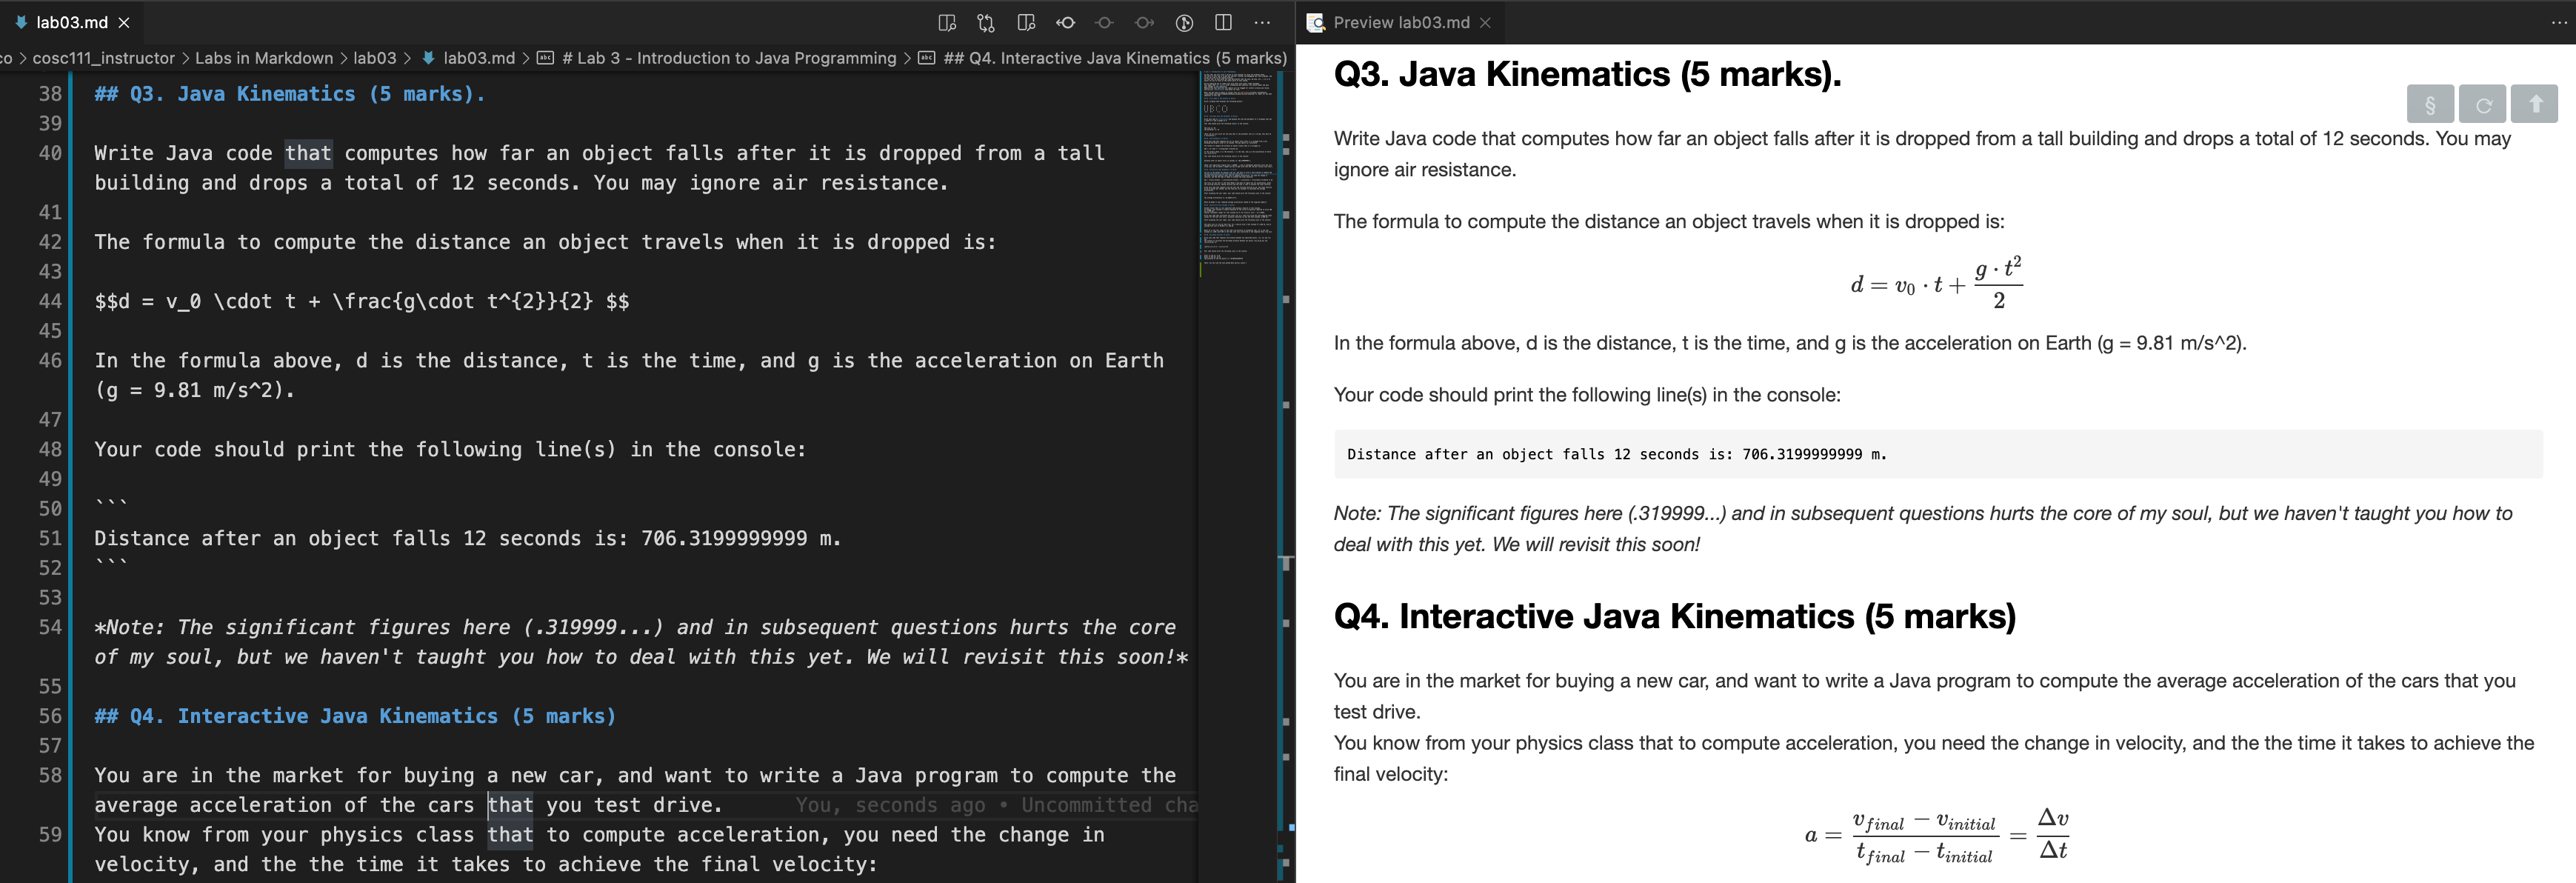 lab03.md
Preview lab03.md
co > cosc111_instructor > Labs in Markdown > lab03 > lab03.md > # Lab 3 - Introduction to Java Programming > ## Q4. Interactive Java Kinematics (5 marks)
38 ## Q3. Java Kinematics (5 marks).
39
40 Write Java code that computes how far an object falls after it is dropped from a tall
building and drops a total of 12 seconds. You may ignore air resistance.
41
42 The formula to compute the distance an object travels when it is dropped is:
43
44 $$d = v_0 \cdot t + \frac{g\cdot t^{2}}{2} $$
45
46 In the formula above, d is the distance, t is the time, and g is the acceleration on Earth
(g = 9.81 m/s^2).
47
48 Your code should print the following line(s) in the console:
49
50 ```
51 Distance after an object falls 12 seconds is: 706.3199999999 m.
52 ```
53
54 *Note: The significant figures here (.319999...) and in subsequent questions hurts the core
of my soul, but we haven't taught you how to deal with this yet. We will revisit this soon!*
55
56 ## Q4. Interactive Java Kinematics (5 marks)
57
58 You are in the market for buying a new car, and want to write a Java program to compute the
average acceleration of the cars that you test drive. You, seconds ago • Uncommitted cha
59 You know from your physics class that to compute acceleration, you need the change in
velocity, and the the time it takes to achieve the final velocity:
UBCO
Q3. Java Kinematics (5 marks).
§
Write Java code that computes how far an object falls after it is dropped from a tall building and drops a total of 12 seconds. You may
ignore air resistance.
The formula to compute the distance an object travels when it is dropped is:
d = v₀ · t + g · t² / 2
In the formula above, d is the distance, t is the time, and g is the acceleration on Earth (g = 9.81 m/s^2).
Your code should print the following line(s) in the console:
Distance after an object falls 12 seconds is: 706.3199999999 m.
Note: The significant figures here (.319999...) and in subsequent questions hurts the core of my soul, but we haven't taught you how to
deal with this yet. We will revisit this soon!
Q4. Interactive Java Kinematics (5 marks)
You are in the market for buying a new car, and want to write a Java program to compute the average acceleration of the cars that you
test drive.
You know from your physics class that to compute acceleration, you need the change in velocity, and the the time it takes to achieve the
final velocity:
a = (v_final − v_initial) / (t_final − t_initial) = Δv / Δt